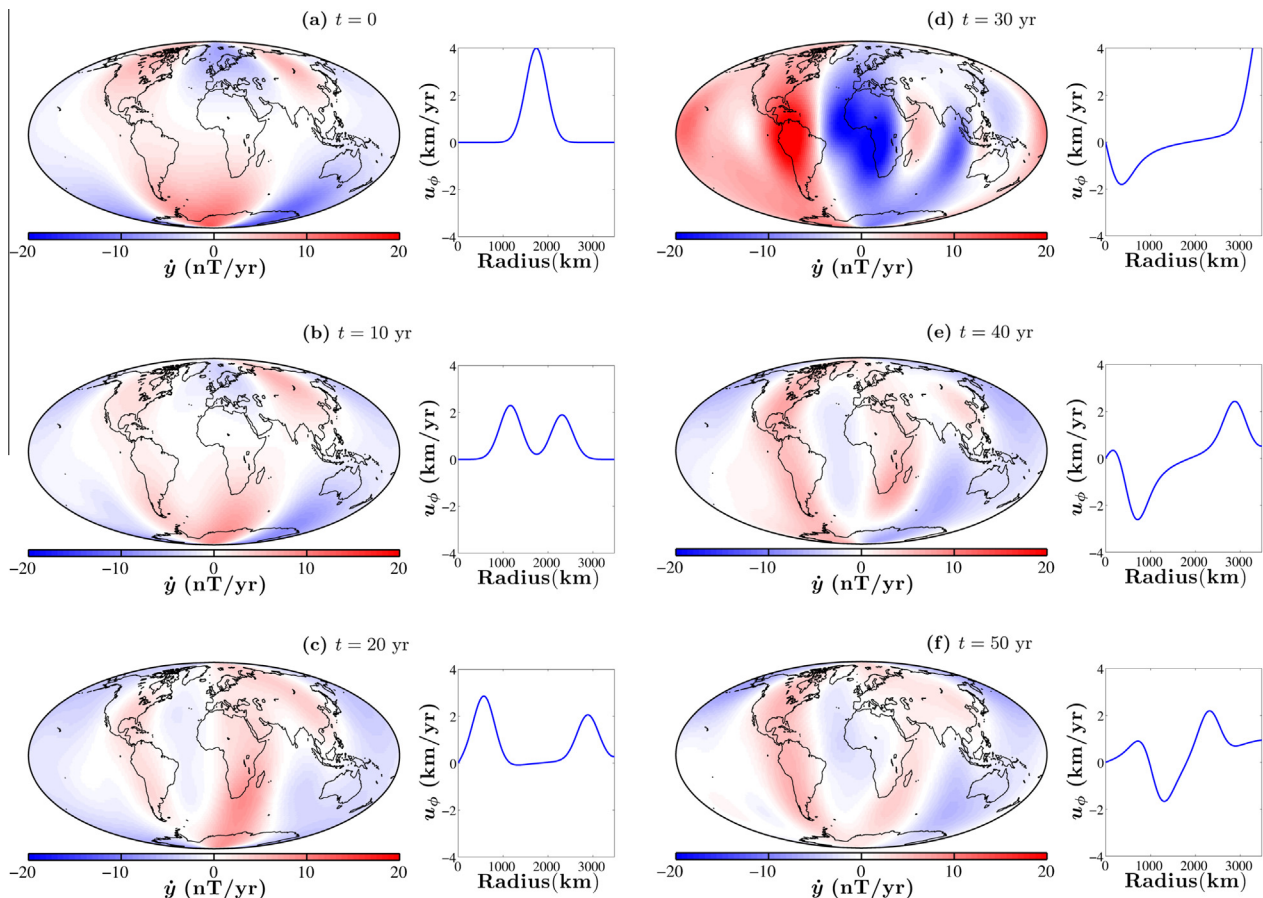 (a) t = 0
4
2
0
−2
−4
u_ϕ (km/yr)
0 1000 2000 3000
Radius(km)
−20 −10 0 10 20
ẏ (nT/yr)
(b) t = 10 yr
4
2
0
−2
−4
u_ϕ (km/yr)
0 1000 2000 3000
Radius(km)
−20 −10 0 10 20
ẏ (nT/yr)
(c) t = 20 yr
4
2
0
−2
−4
u_ϕ (km/yr)
0 1000 2000 3000
Radius(km)
−20 −10 0 10 20
ẏ (nT/yr)
(d) t = 30 yr
4
2
0
−2
−4
u_ϕ (km/yr)
0 1000 2000 3000
Radius(km)
−20 −10 0 10 20
ẏ (nT/yr)
(e) t = 40 yr
4
2
0
−2
−4
u_ϕ (km/yr)
0 1000 2000 3000
Radius(km)
−20 −10 0 10 20
ẏ (nT/yr)
(f) t = 50 yr
4
2
0
−2
−4
u_ϕ (km/yr)
0 1000 2000 3000
Radius(km)
−20 −10 0 10 20
ẏ (nT/yr)